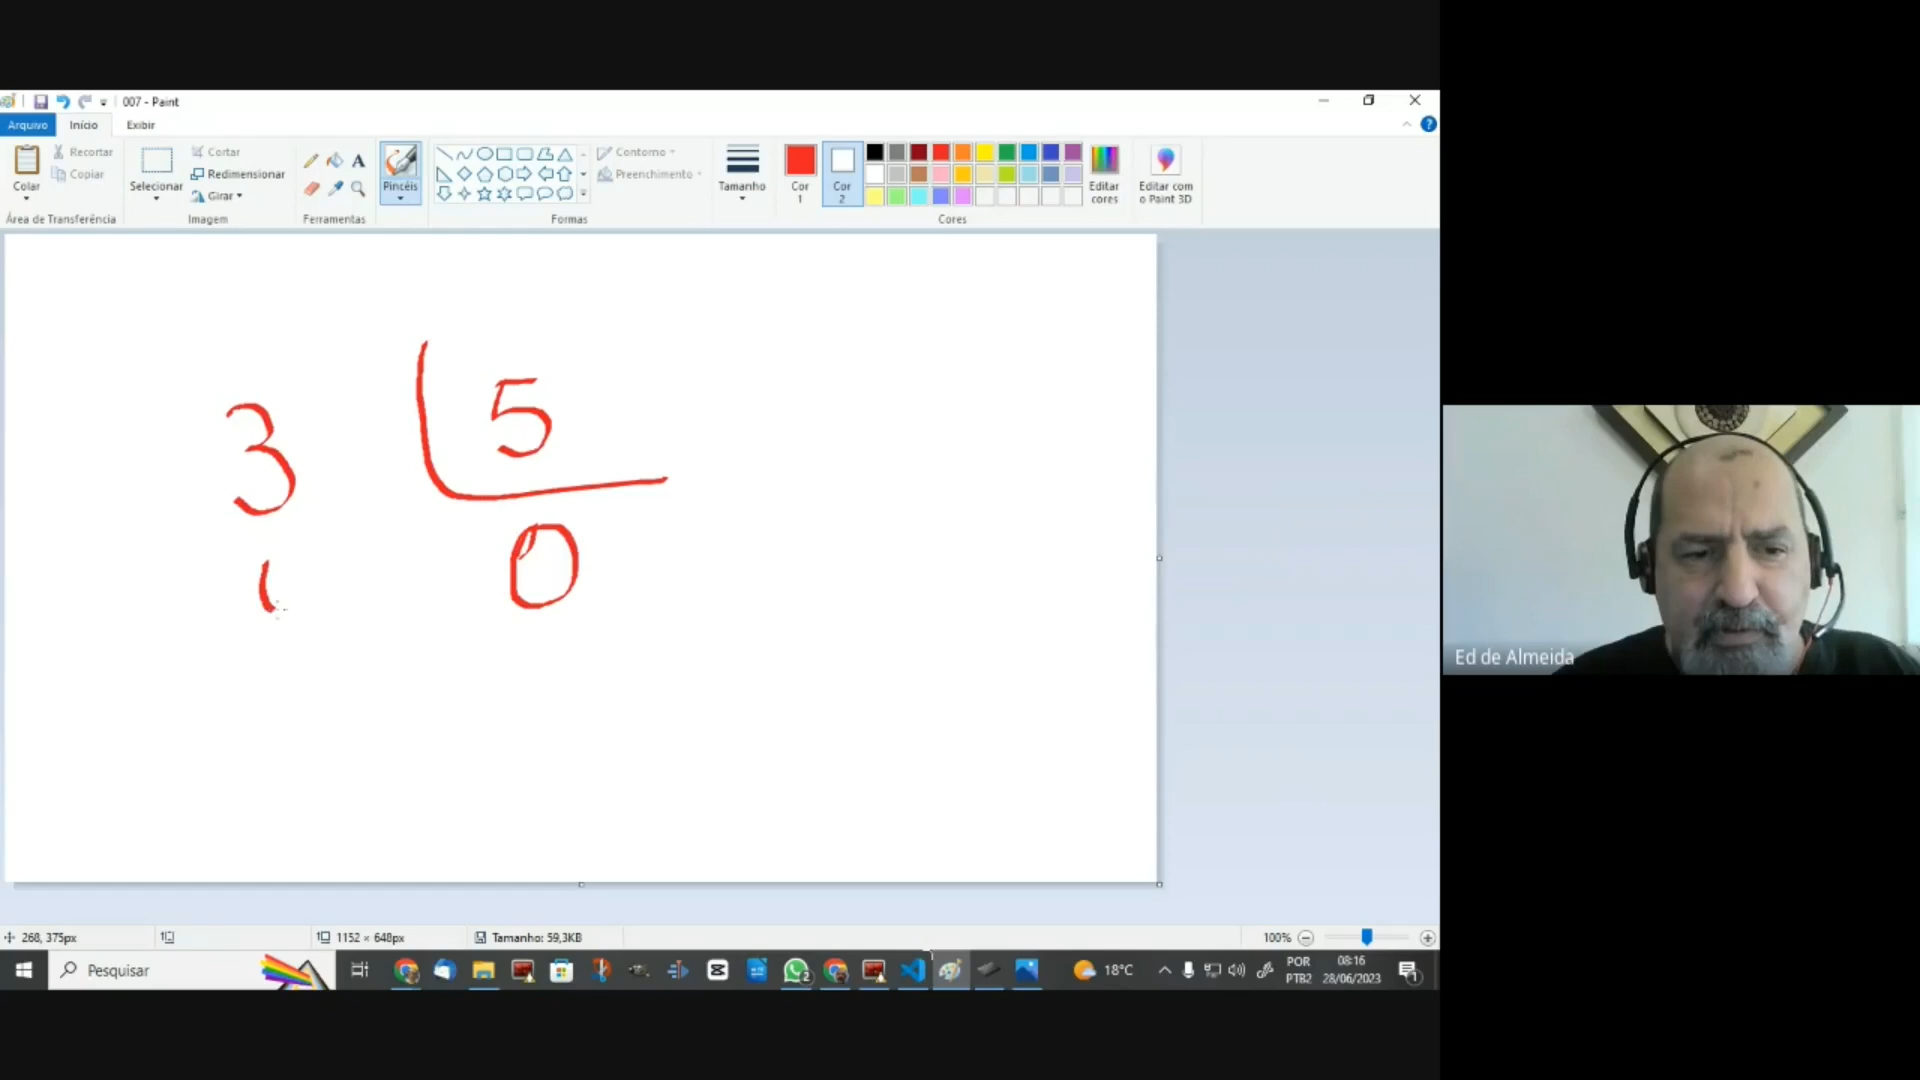 007 - Paint
Arquivo Início Exibir
Colar
Recortar
Copiar
Área de Transferência
Selecionar
Cortar
Redimensionar
Girar
Imagem
Ferramentas
Pincéis
Contorno
Preenchimento
Formas
Tamanho
Cor 1
Cor 2
Editar cores
Cores
Editar com o Paint 3D
3 5
0
Ed de Almeida
268, 375px
1152 × 648px
Tamanho: 59,3KB
100%
Pesquisar
2
18°C
POR
PTB2
08:16
28/06/2023
1